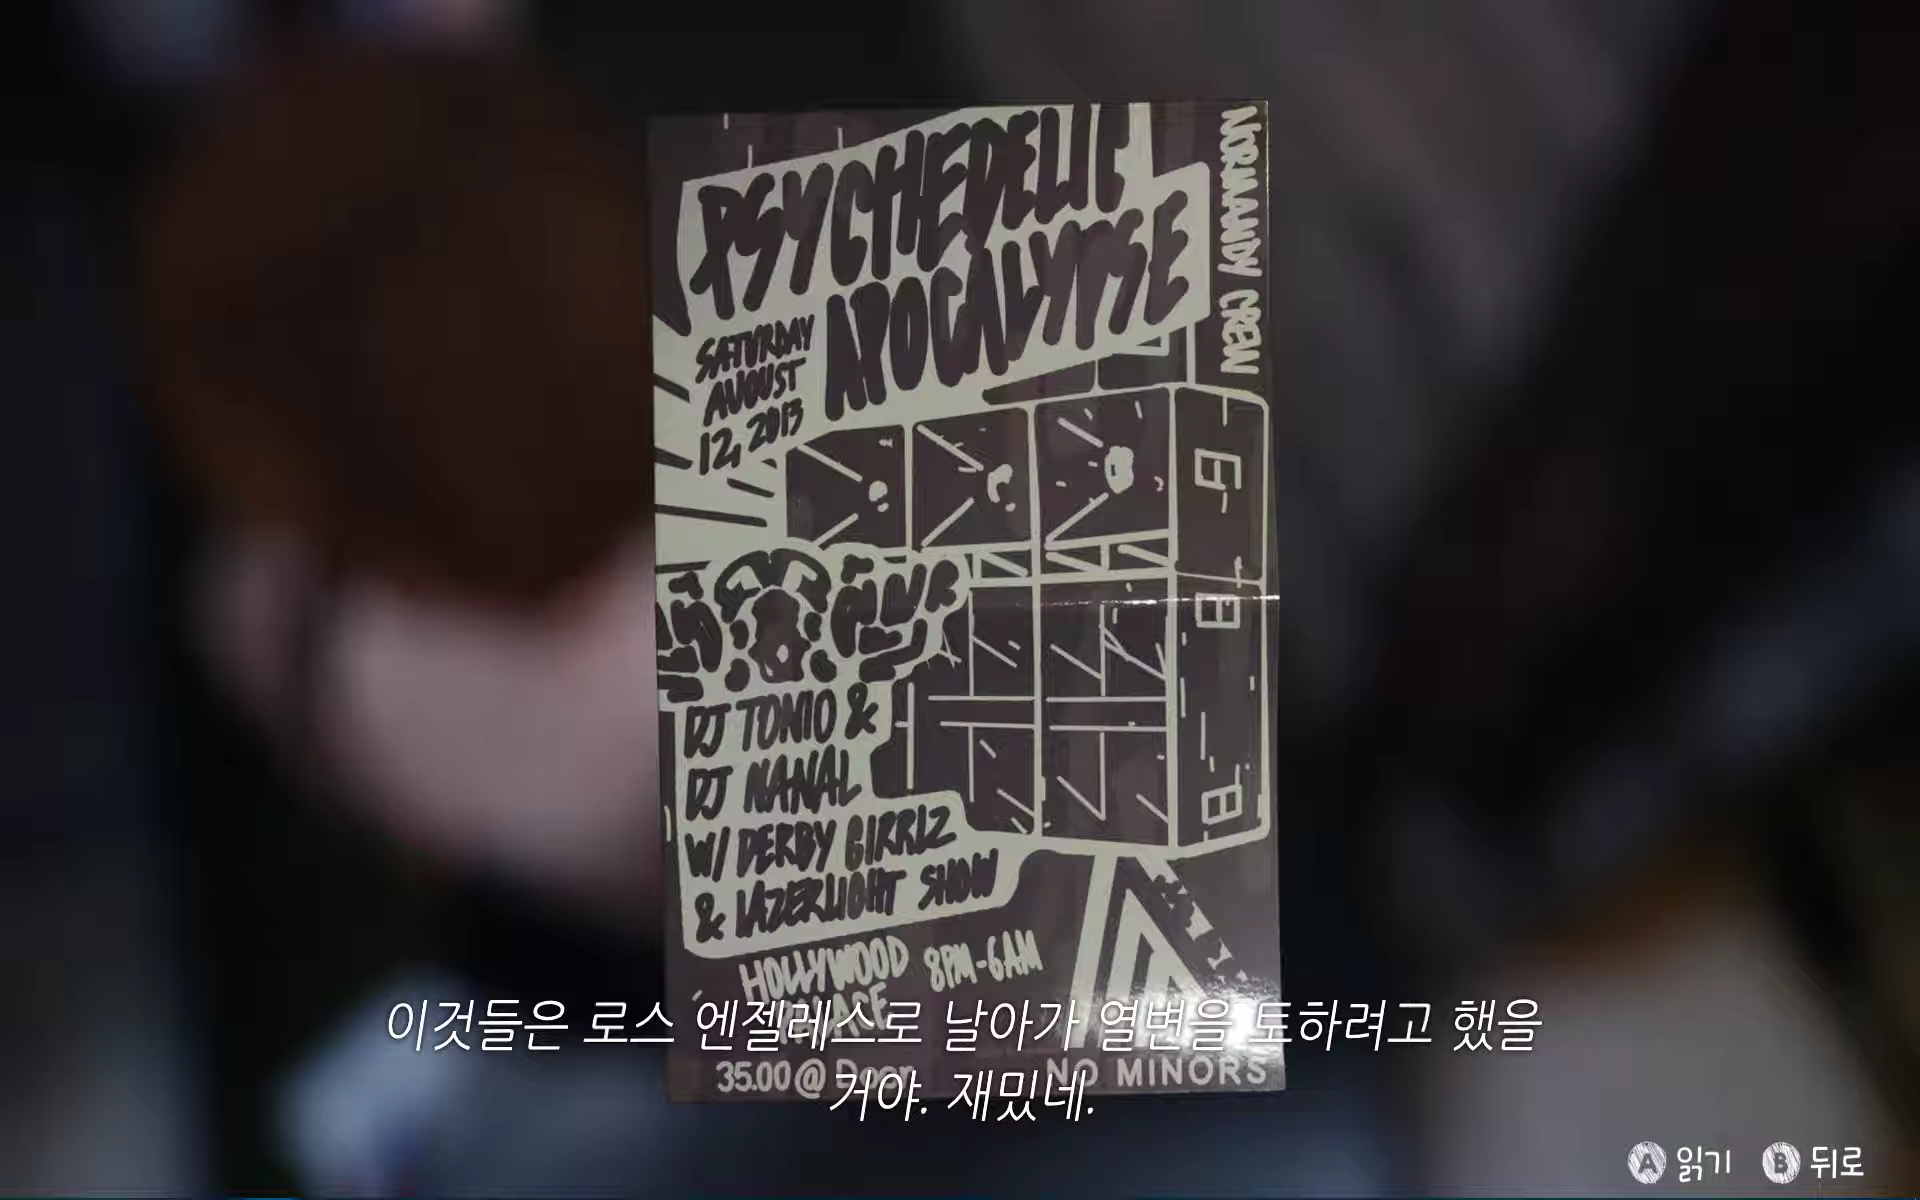 PSYCHEDELIC
APOCALYPSE
NORMANDY CREW
SATURDAY
AUGUST
12, 2013
DJ TONIO &
DJ NANAL
W/ DERBY GIRRLZ
& LAZERLIGHT SHOW
HOLLYWOOD
PALACE
8PM-6AM
35.00 @ Door
NO MINORS
이것들은 로스 엔젤레스로 날아가 열변을 토하려고 했을
거야. 재밌네.
A 읽기
B 뒤로